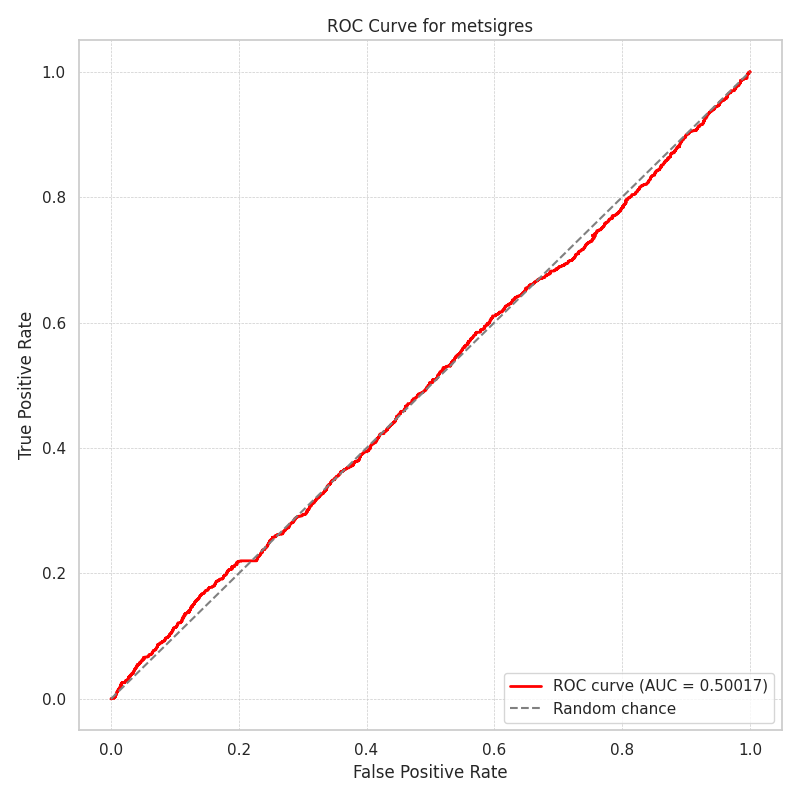 ROC Curve for metsigres
1.0
0.8
0.6
0.4
0.2
0.0
True Positive Rate
0.0 0.2 0.4 0.6 0.8 1.0
False Positive Rate
ROC curve (AUC = 0.50017)
Random chance